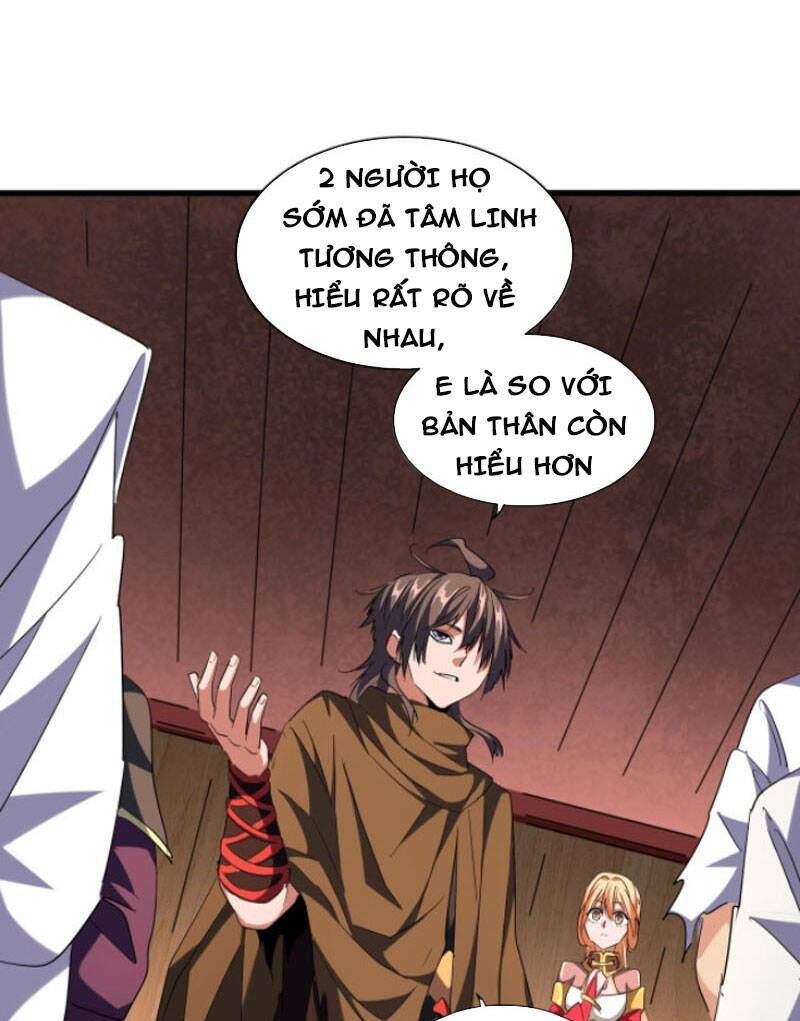 2 NGƯỜI HỌ
SỚM ĐÃ TÂM LINH
TƯƠNG THÔNG,
HIỂU RẤT RÕ VỀ
NHAU,
E LÀ SO VỚI
BẢN THÂN CÒN
HIỂU HƠN